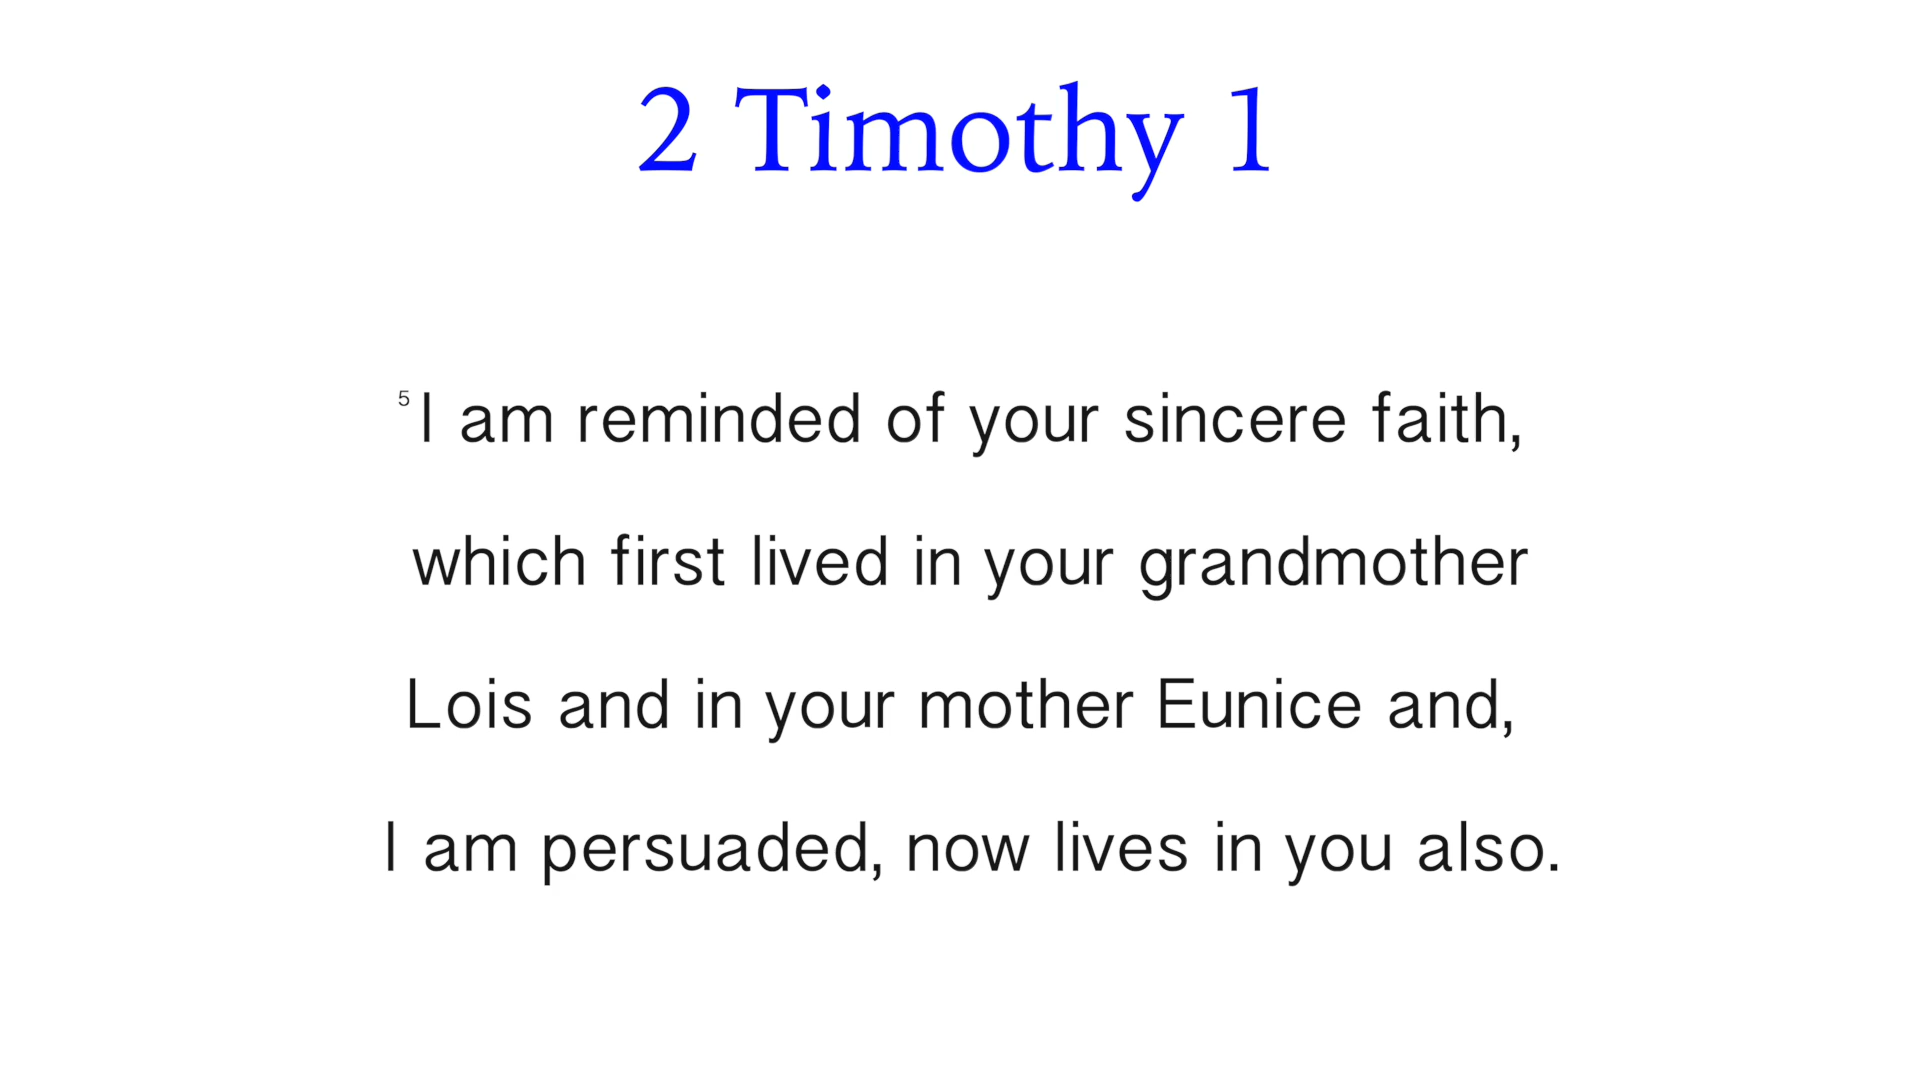 2 Timothy 1
5 I am reminded of your sincere faith,
which first lived in your grandmother
Lois and in your mother Eunice and,
I am persuaded, now lives in you also.